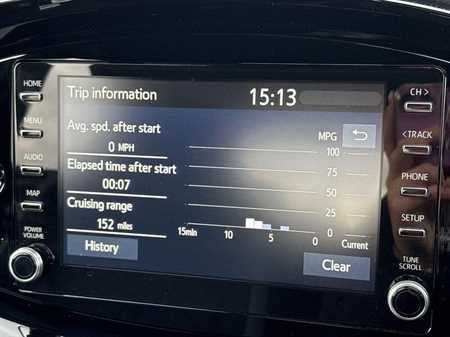 HOME
MENU
AUDIO
MAP
POWER
VOLUME
Trip information
15:13
Avg. spd. after start
0 MPH
Elapsed time after start
00:07
Cruising range
152 miles
History
MPG
100
75
50
25
0
15min 10 5 0 Current
Clear
CH>
<TRACK
PHONE
SETUP
TUNE
SCROLL